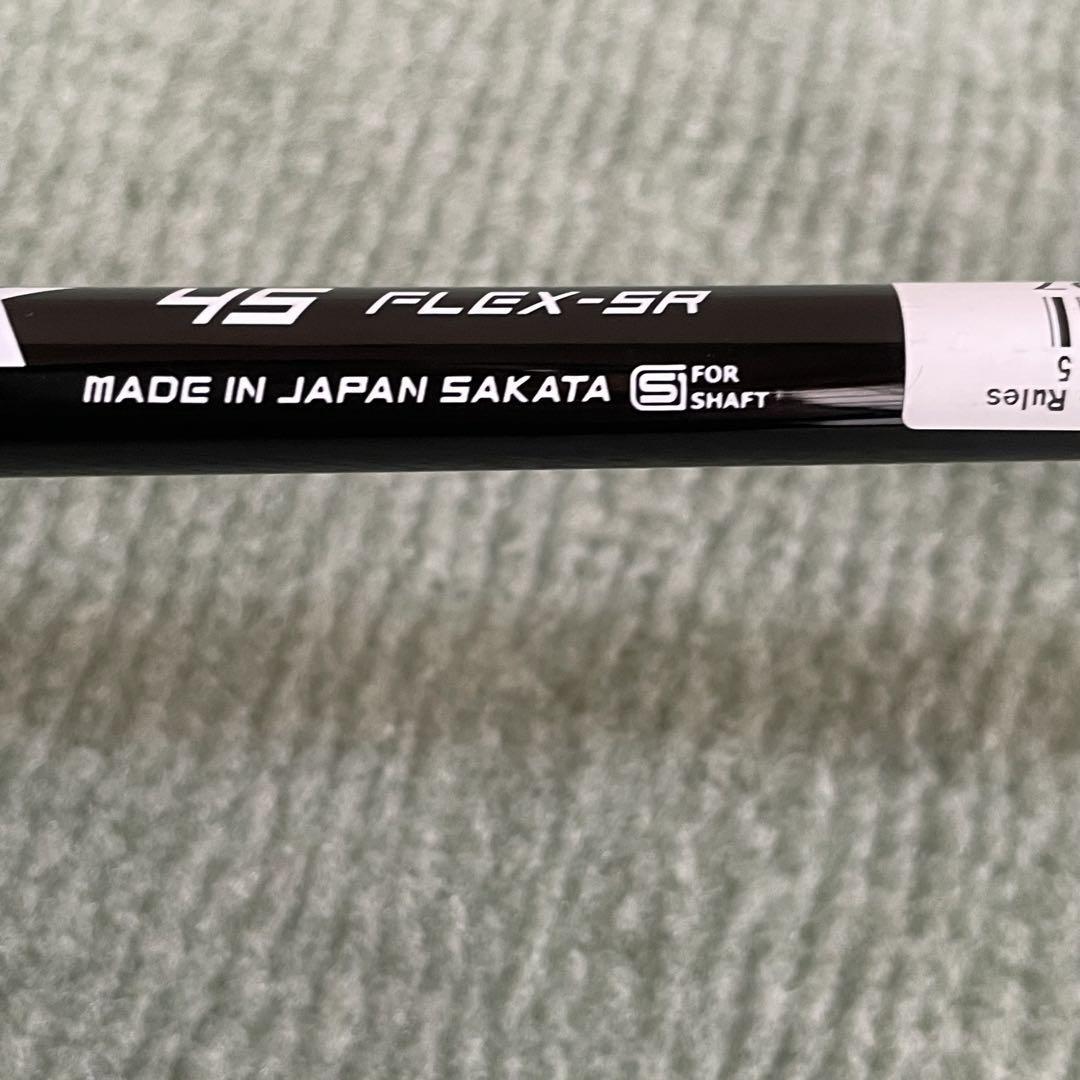 45 FLEX-SR
MADE IN JAPAN SAKATA S FOR SHAFT
Rules
5